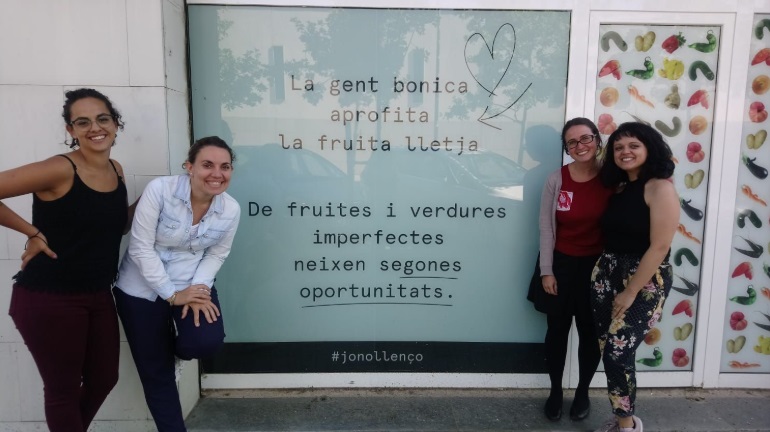 La gent bonica
aprofita
la fruita lletja
De fruites i verdures
imperfectes
neixen segones
oportunitats.
#jonollenço